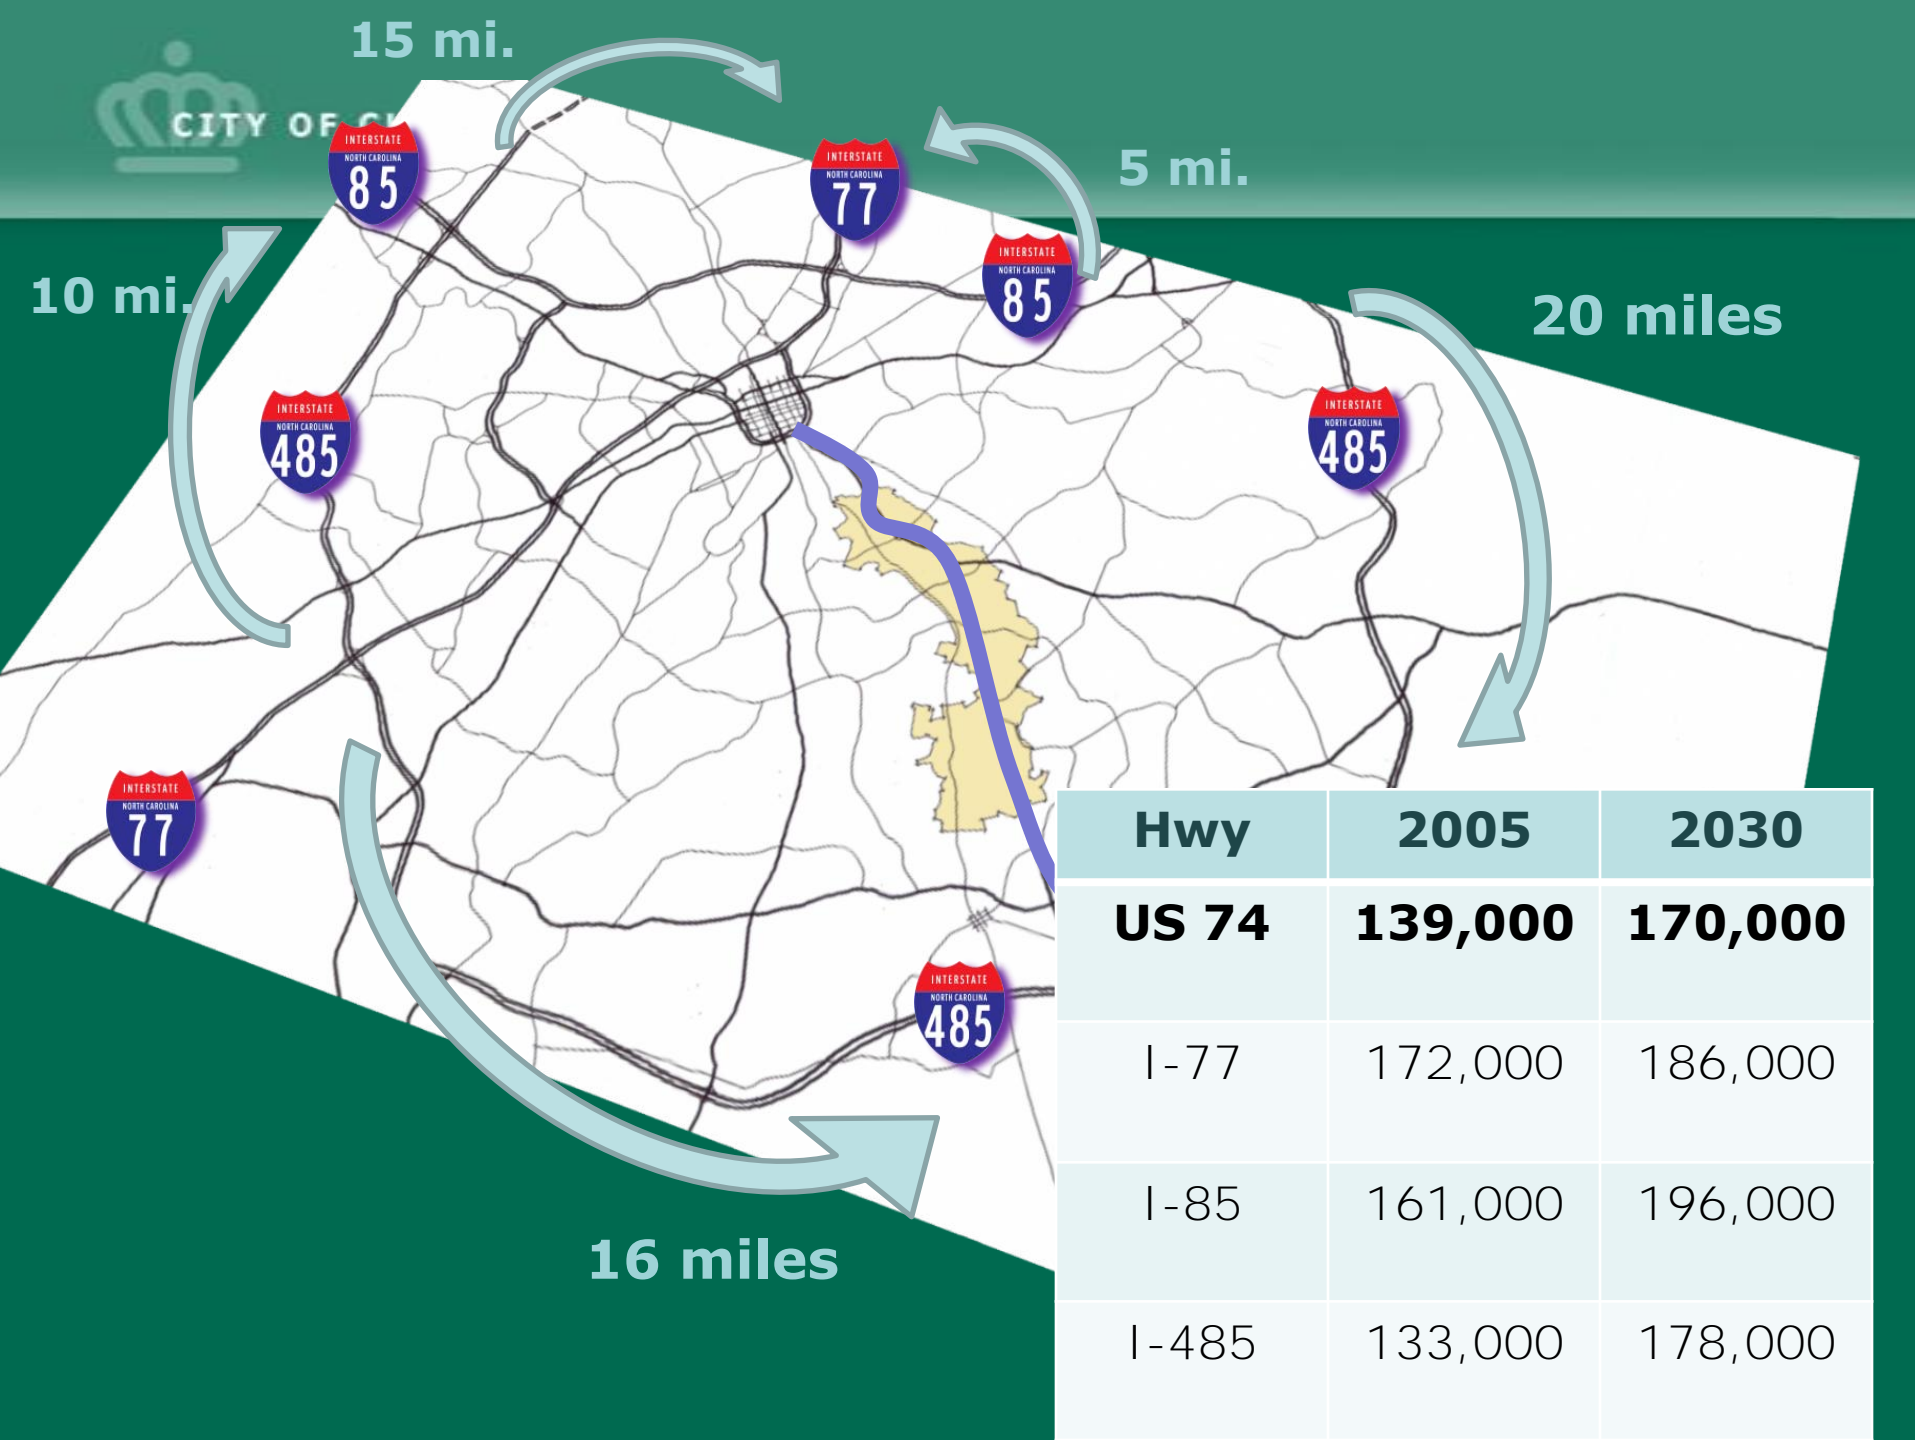 15 mi.
CITY OF
INTERSTATE
NORTH CAROLINA
85
INTERSTATE
NORTH CAROLINA
77
5 mi.
INTERSTATE
NORTH CAROLINA
85
10 mi.
20 miles
INTERSTATE
NORTH CAROLINA
485
INTERSTATE
NORTH CAROLINA
485
INTERSTATE
NORTH CAROLINA
77
INTERSTATE
NORTH CAROLINA
485
16 miles
Hwy 2005 2030
US 74 139,000 170,000
I-77 172,000 186,000
I-85 161,000 196,000
I-485 133,000 178,000